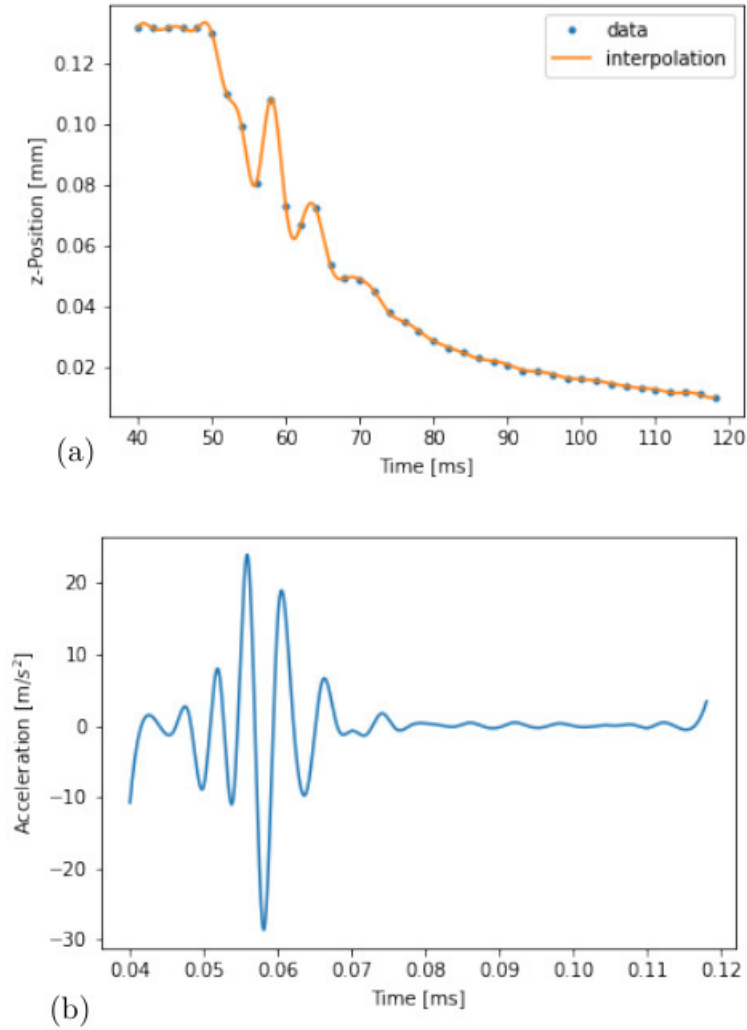 data
interpolation
z-Position [mm]
0.12
0.10
0.08
0.06
0.04
0.02
40 50 60 70 80 90 100 110 120
Time [ms]
(a)
Acceleration [m/s²]
20
10
0
−10
−20
−30
0.04 0.05 0.06 0.07 0.08 0.09 0.10 0.11 0.12
Time [ms]
(b)